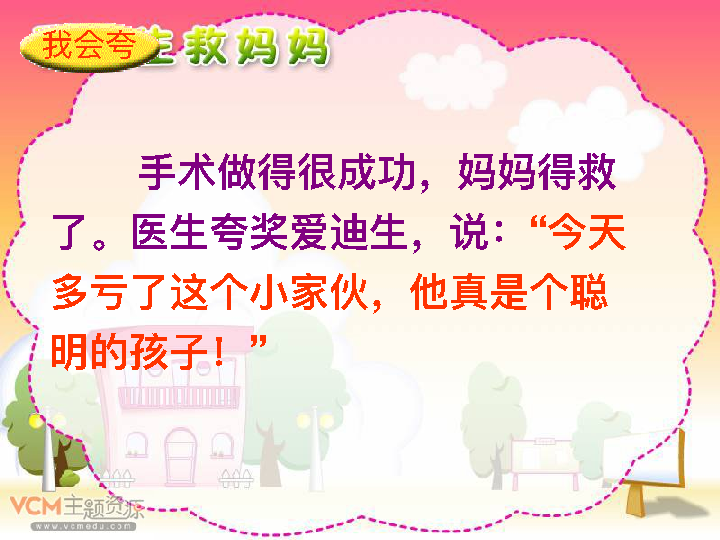 我会夸
生救妈妈
手术做得很成功，妈妈得救
了。医生夸奖爱迪生，说：“今天
多亏了这个小家伙，他真是个聪
明的孩子！”
VCM主题资源
www.vcmedu.com